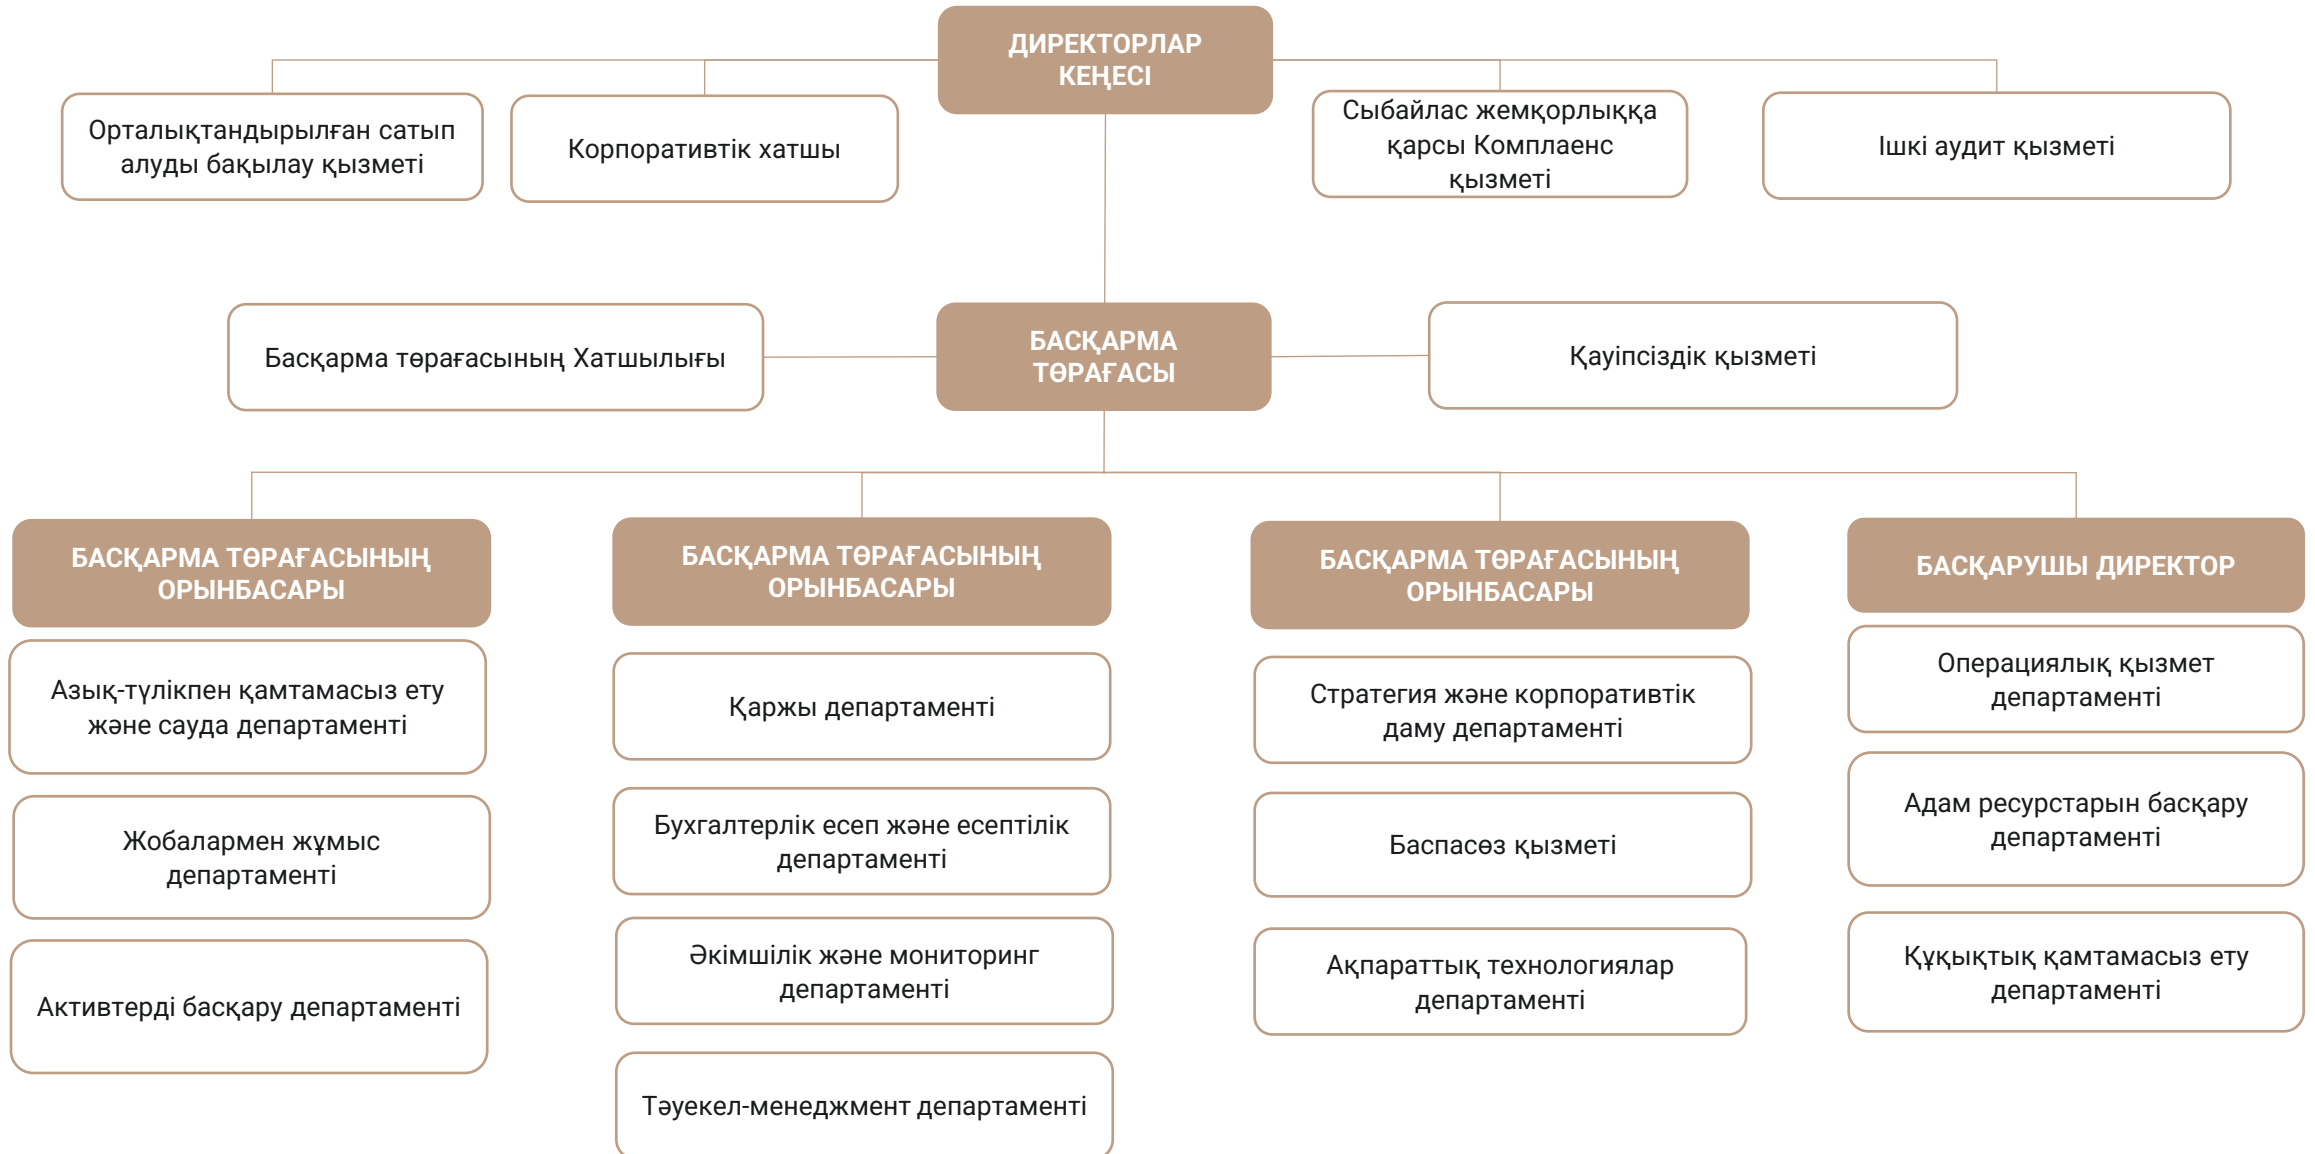 ДИРЕКТОРЛАР
КЕҢЕСІ
Орталықтандырылған сатып
алуды бақылау қызметі
Корпоративтік хатшы
Сыбайлас жемқорлыққа
қарсы Комплаенс
қызметі
Ішкі аудит қызметі
Басқарма төрағасының Хатшылығы
БАСҚАРМА
ТӨРАҒАСЫ
Қауіпсіздік қызметі
БАСҚАРМА ТӨРАҒАСЫНЫҢ
ОРЫНБАСАРЫ
Азық-түлікпен қамтамасыз ету
және сауда департаменті
Жобалармен жұмыс
департаменті
Активтерді басқару департаменті
БАСҚАРМА ТӨРАҒАСЫНЫҢ
ОРЫНБАСАРЫ
Қаржы департаменті
Бухгалтерлік есеп және есептілік
департаменті
Әкімшілік және мониторинг
департаменті
Тәуекел-менеджмент департаменті
БАСҚАРМА ТӨРАҒАСЫНЫҢ
ОРЫНБАСАРЫ
Стратегия және корпоративтік
даму департаменті
Баспасөз қызметі
Ақпараттық технологиялар
департаменті
БАСҚАРУШЫ ДИРЕКТОР
Операциялық қызмет
департаменті
Адам ресурстарын басқару
департаменті
Құқықтық қамтамасыз ету
департаменті